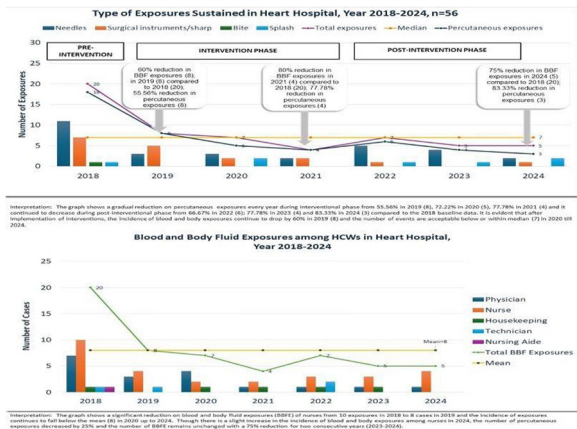 Type of Exposures Sustained in Heart Hospital, Year 2018-2024, n=56
Needles Surgical instruments/sharp Bite Splash Total exposures Median Percutaneous exposures
PRE-INTERVENTION
INTERVENTION PHASE
POST-INTERVENTION PHASE
60% reduction in
BBF exposures (8)
in 2019 (8) compared
to 2018 (20);
55.56% reduction in
percutaneous
exposures (8)
80% reduction in
BBF exposures in
2021 (4) compared to
2018 (20); 77.78%
reduction in
percutaneous
exposures (4)
75% reduction in BBF
exposures in 2024 (5)
compared to 2018 (20);
83.33% reduction in
percutaneous
exposures (3)
Number of Exposures
30
25
20
15
10
5
0
20
8
7
5
3
2018 2019 2020 2021 2022 2023 2024
Interpretation: The graph shows a gradual reduction on percutaneous exposures every year during interventional phase from 55.56% in 2019 (8), 72.22% in 2020 (5), 77.78% in 2021 (4) and it
continued to decrease during post-interventional phase from 66.67% in 2022 (6); 77.78% in 2023 (4) and 83.33% in 2024 (3) compared to the 2018 baseline data. It is evident that after
Implementation of interventions, the incidence of blood and body exposures continue to drop by 60% in 2019 (8) and the number of events are acceptable below or within median (7) in 2020 till
2024.
Blood and Body Fluid Exposures among HCWs in Heart Hospital,
Year 2018-2024
Number of Cases
25
20
15
10
5
0
20
8
7
4
7
5
5
Mean=8
2018 2019 2020 2021 2022 2023 2024
Physician
Nurse
Housekeeping
Technician
Nursing Aide
Total BBF Exposures
Mean
Interpretation: The graph shows a significant reduction on blood and body fluid exposures (BBFE) of nurses from 10 exposures in 2018 to 8 cases in 2019 and the incidence of exposures
continues to fall below the mean (8) in 2020 up to 2024. Though there is a slight increase in the incidence of blood and body exposures among nurses in 2024, the number of percutaneous
exposures decreased by 25% and the number of BBFE remains unchanged with a 75% reduction for two consecutive years (2023-2024).